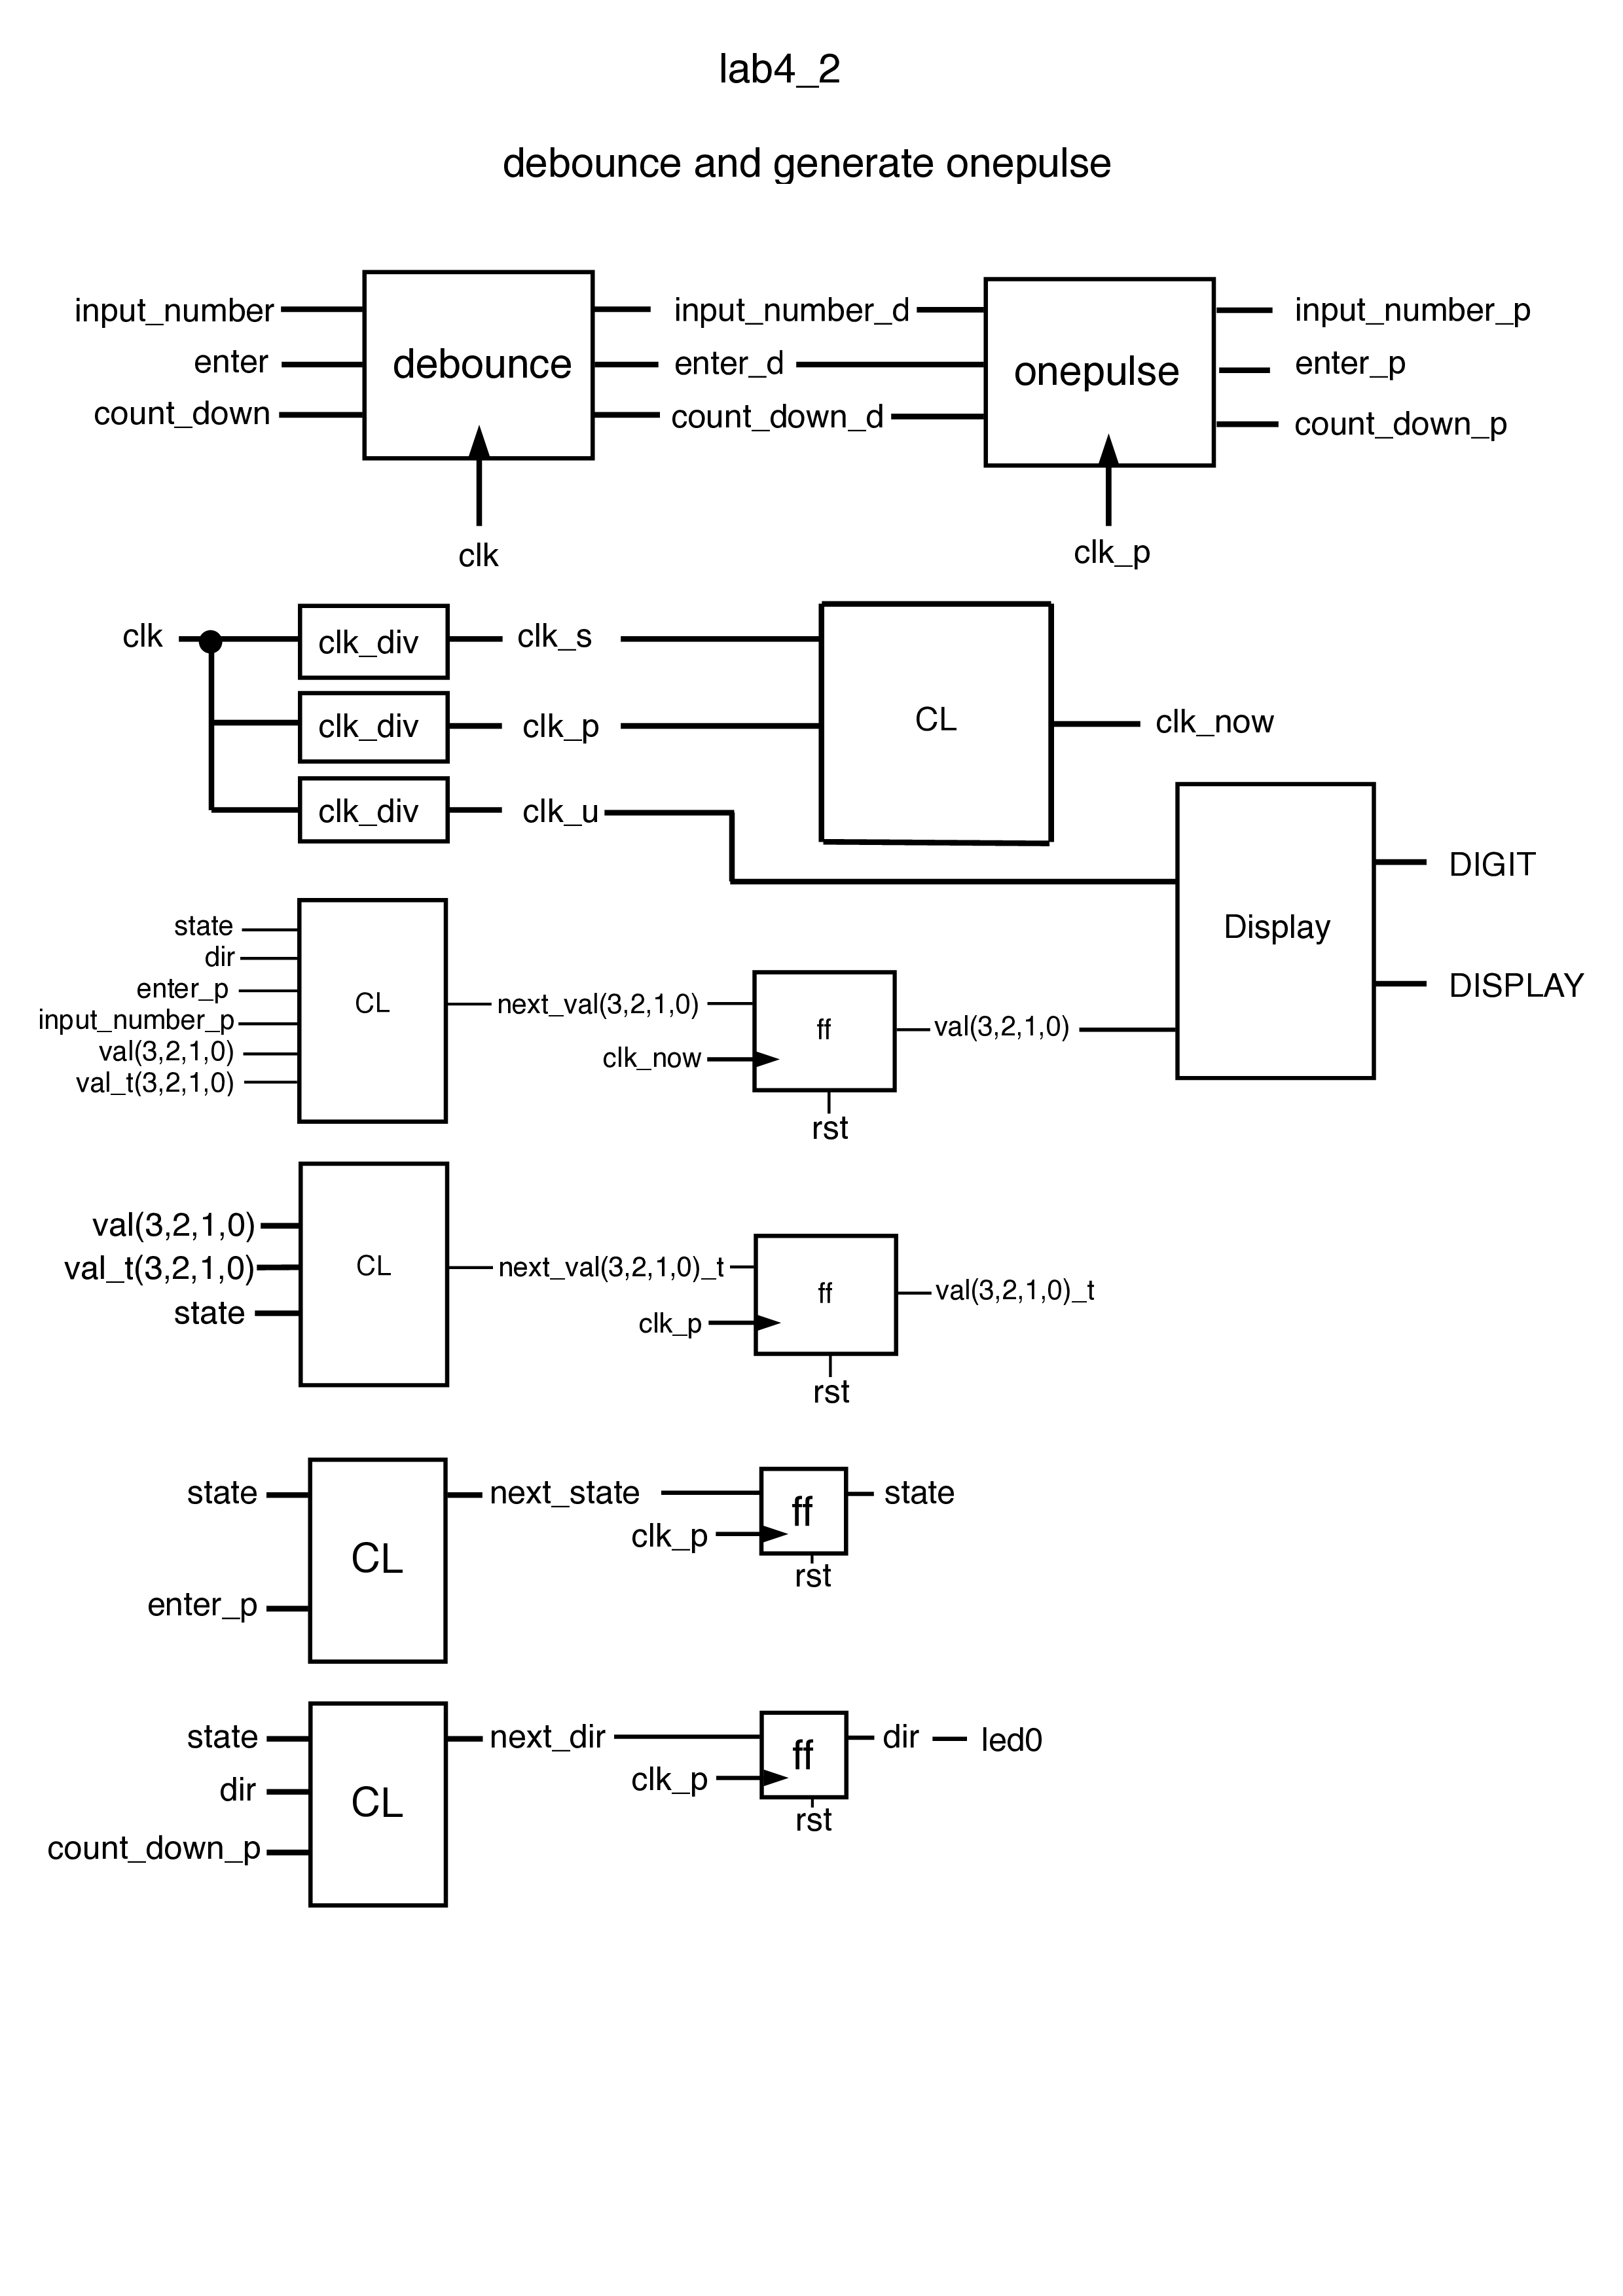 lab4_2
debounce and generate onepulse
input_number
enter
count_down
debounce
clk
input_number_d
enter_d
count_down_d
onepulse
clk_p
input_number_p
enter_p
count_down_p
clk
clk_div
clk_s
clk_div
clk_p
clk_div
clk_u
CL
clk_now
Display
DIGIT
DISPLAY
state
dir
enter_p
input_number_p
val(3,2,1,0)
val_t(3,2,1,0)
CL
next_val(3,2,1,0)
clk_now
ff
rst
val(3,2,1,0)
val(3,2,1,0)
val_t(3,2,1,0)
state
CL
next_val(3,2,1,0)_t
clk_p
ff
rst
val(3,2,1,0)_t
state
enter_p
CL
next_state
clk_p
ff
rst
state
state
dir
count_down_p
CL
next_dir
clk_p
ff
rst
dir
led0